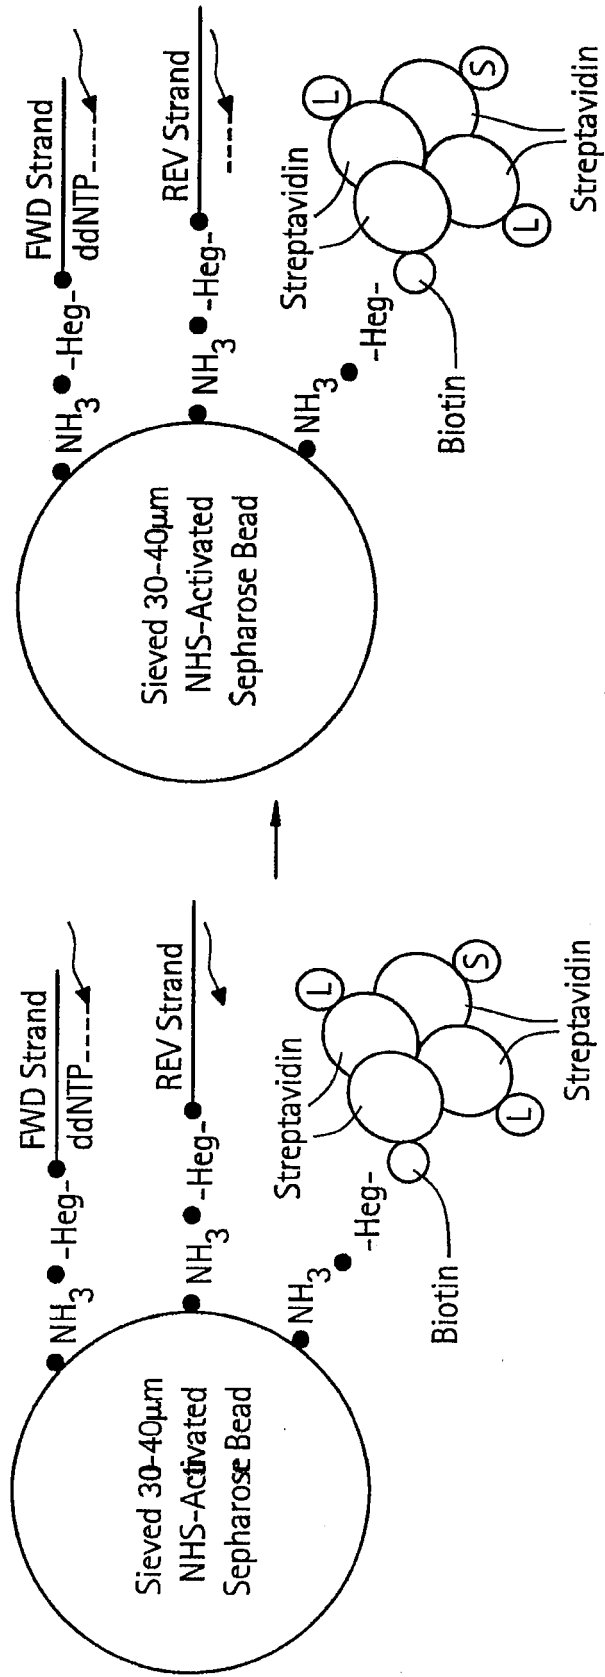 FWD Strand
ddNTP
NH3
-Heg-
REV Strand
NH3
-Heg-
Sieved 30-40µm
NHS-Activated
Sepharose Bead
NH3
-Heg-
Streptavidin
L
S
L
Biotin
Streptavidin
FWD Strand
ddNTP
NH3
-Heg-
REV Strand
NH3
-Heg-
Sieved 30-40µm
NHS-Activated
Sepharose Bead
NH3
-Heg-
Streptavidin
L
S
L
Biotin
Streptavidin